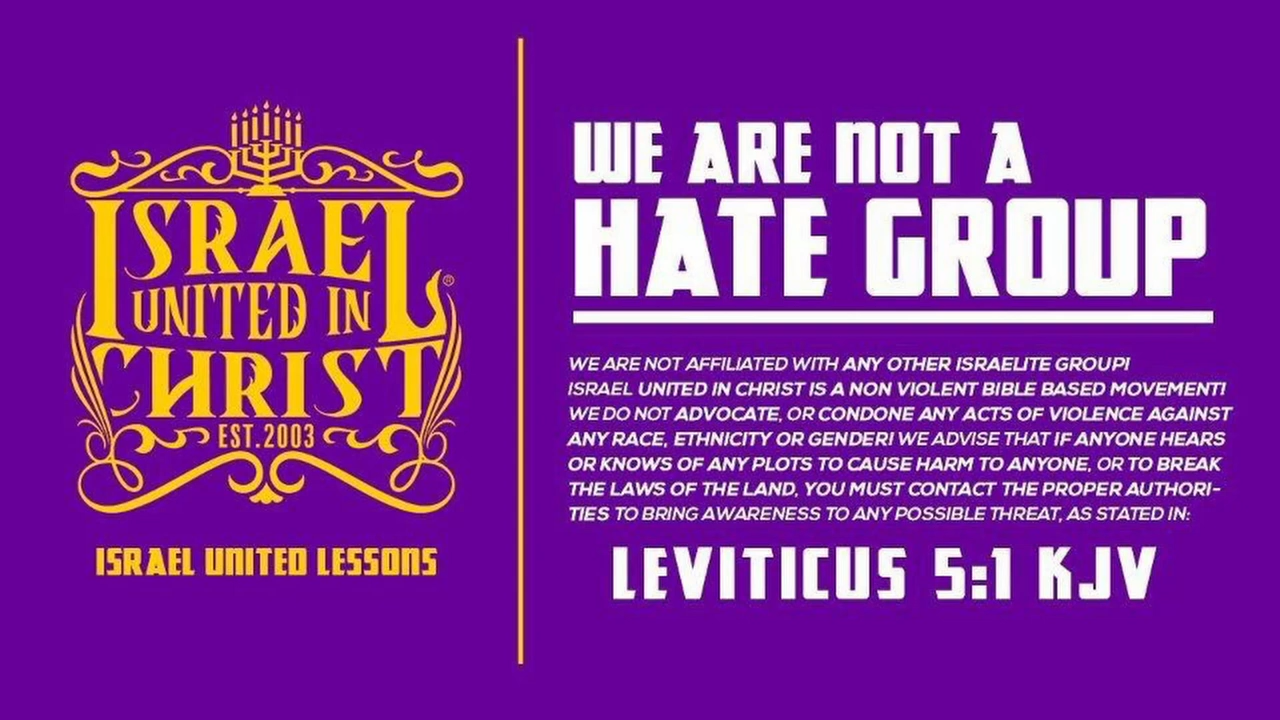 ISRAEL
UNITED IN
CHRIST
®
EST.2003
ISRAEL UNITED LESSONS
WE ARE NOT A
HATE GROUP
WE ARE NOT AFFILIATED WITH ANY OTHER ISRAELITE GROUP!
ISRAEL UNITED IN CHRIST IS A NON VIOLENT BIBLE BASED MOVEMENT!
WE DO NOT ADVOCATE, OR CONDONE ANY ACTS OF VIOLENCE AGAINST
ANY RACE, ETHNICITY OR GENDER! WE ADVISE THAT IF ANYONE HEARS
OR KNOWS OF ANY PLOTS TO CAUSE HARM TO ANYONE, OR TO BREAK
THE LAWS OF THE LAND, YOU MUST CONTACT THE PROPER AUTHORI-
TIES TO BRING AWARENESS TO ANY POSSIBLE THREAT, AS STATED IN:
LEVITICUS 5:1 KJV